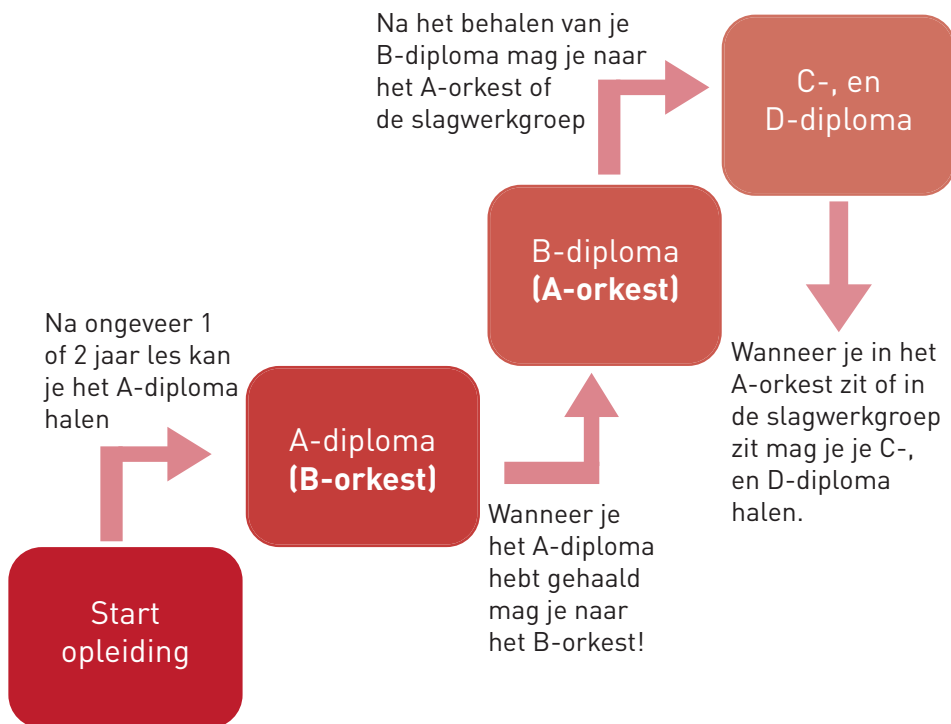 Na het behalen van je
B-diploma mag je naar
het A-orkest of
de slagwerkgroep
C-, en
D-diploma
B-diploma
(A-orkest)
Na ongeveer 1
of 2 jaar les kan
je het A-diploma
halen
Wanneer je in het
A-orkest zit of in
de slagwerkgroep
zit mag je je C-,
en D-diploma
halen.
A-diploma
(B-orkest)
Wanneer je
het A-diploma
hebt gehaald
mag je naar
het B-orkest!
Start
opleiding